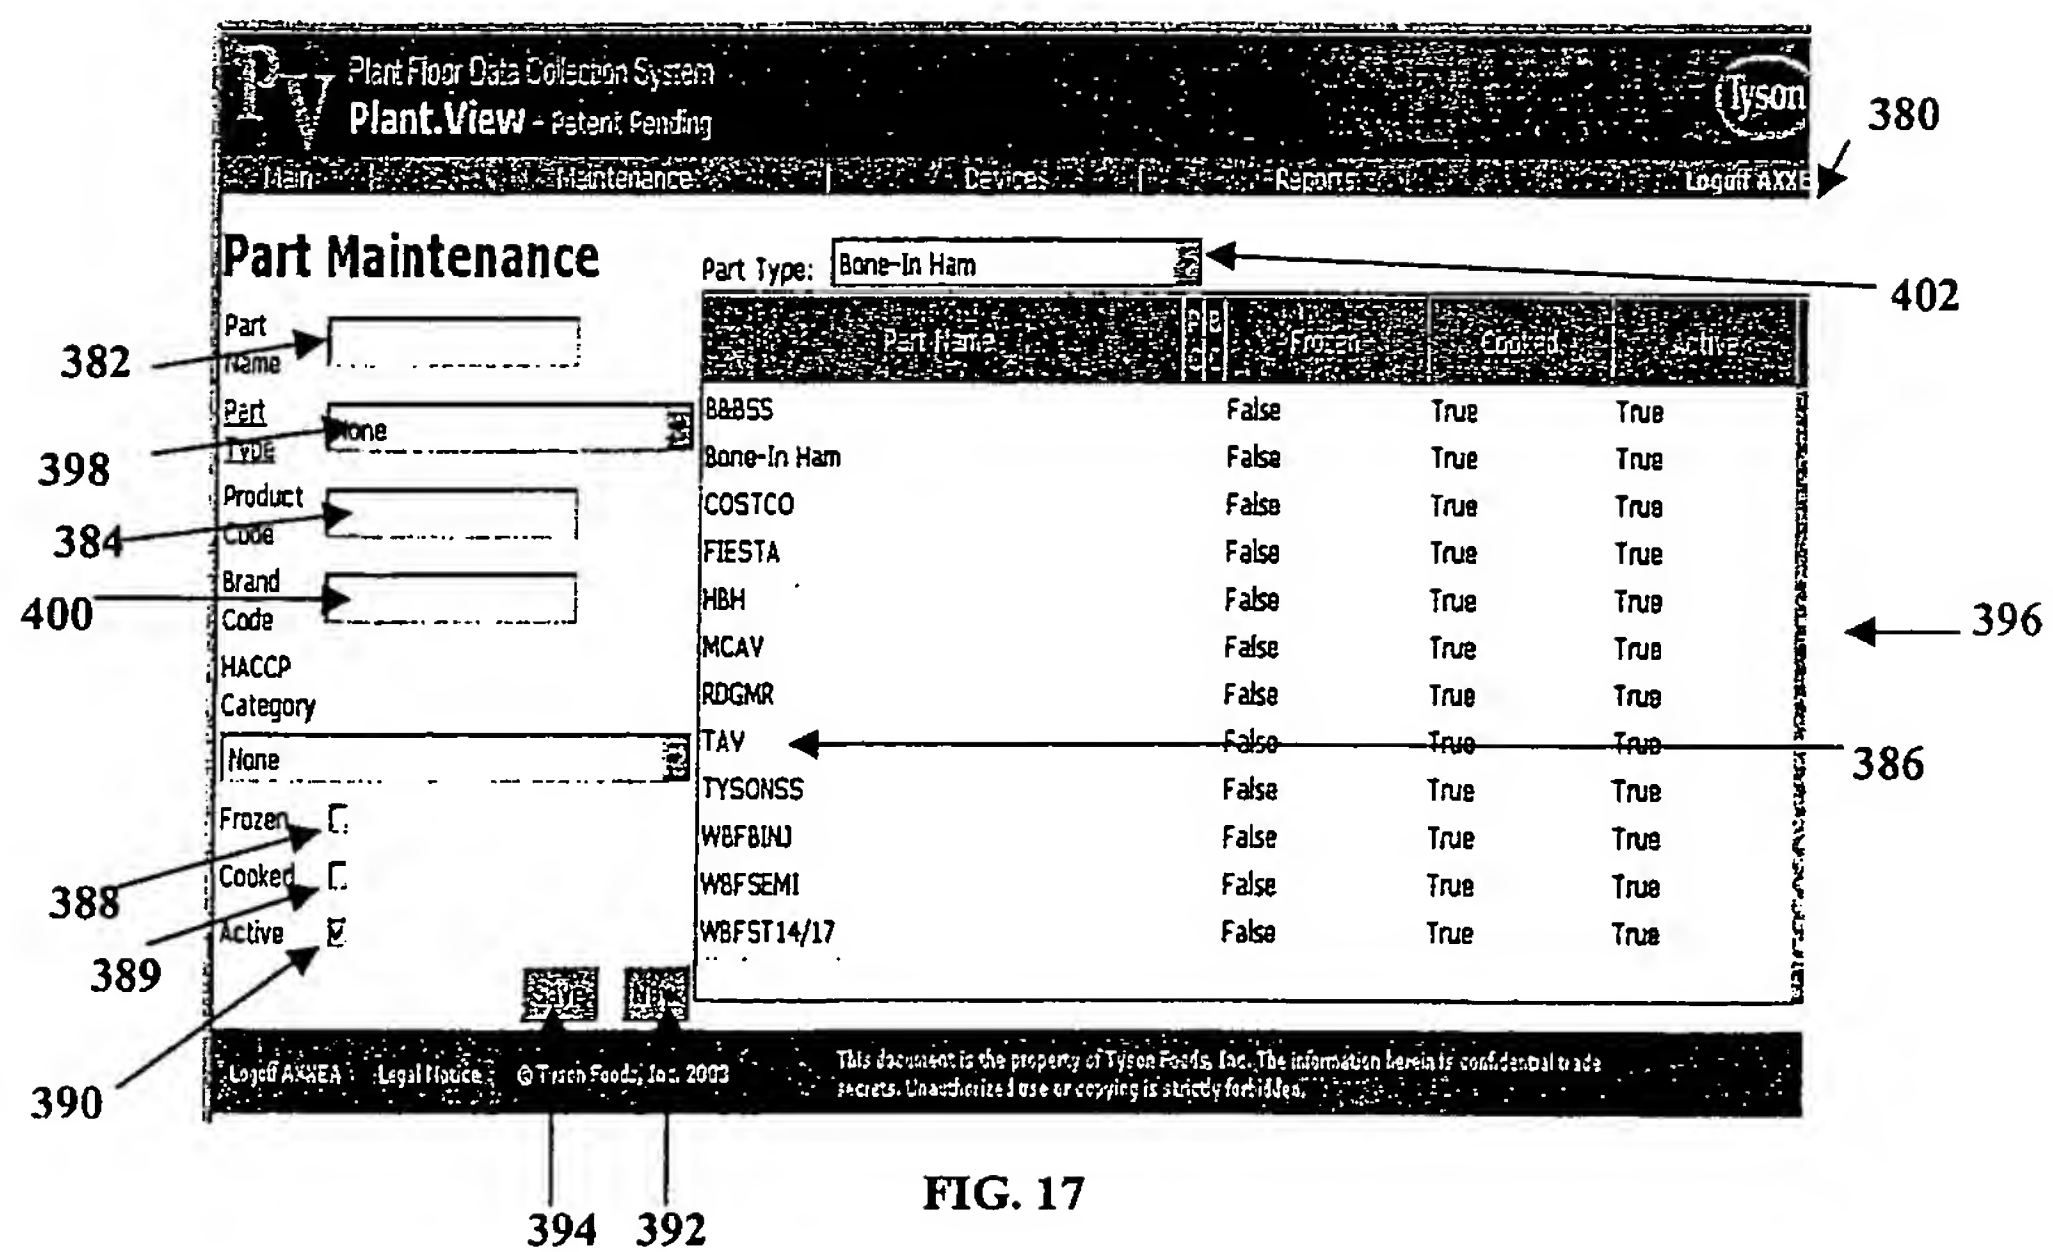 PV
Plant Floor Data Collection System
Plant.View - Patent Pending
Tyson
380
Main | Maintenance | Devices | Reports Logoff AXXE
Part Maintenance
Part Type: Bone-In Ham
402
Part Name
382
Part Type
None
398
Product Code
384
Brand Code
400
HACCP Category
None
Frozen
388
Cooked
389
Active
390
Part Name Frozen Cooked Active
B&BSS False True True
Bone-In Ham False True True
COSTCO False True True
FIESTA False True True
HBH False True True
396
MCAV False True True
RDGMR False True True
TAV False True True
386
TYSONSS False True True
WBFBINJ False True True
WBFSEMI False True True
WBFST14/17 False True True
Save
Logoff AXXEA Legal Notice © Tyson Foods, Inc. 2003
This document is the property of Tyson Foods, Inc. The information herein is confidential trade
secrets. Unauthorized use or copying is strictly forbidden.
394 392
FIG. 17